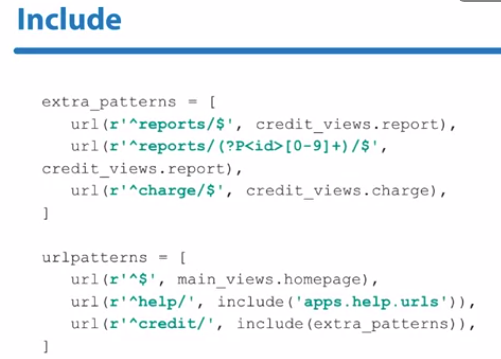 Include
extra_patterns = [
url(r'^reports/$', credit_views.report),
url(r'^reports/(?P<id>[0-9]+)/$',
credit_views.report),
url(r'^charge/$', credit_views.charge),
]
urlpatterns = [
url(r'^$', main_views.homepage),
url(r'^help/', include('apps.help.urls')),
url(r'^credit/', include(extra_patterns)),
]